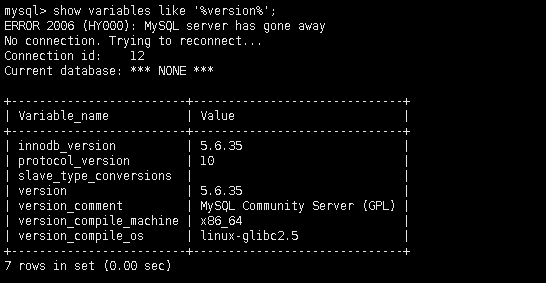 mysql> show variables like '%version%';
ERROR 2006 (HY000): MySQL server has gone away
No connection. Trying to reconnect...
Connection id:    12
Current database: *** NONE ***

+-------------------------+------------------------------+
| Variable_name           | Value                        |
+-------------------------+------------------------------+
| innodb_version          | 5.6.35                       |
| protocol_version        | 10                           |
| slave_type_conversions  |                              |
| version                 | 5.6.35                       |
| version_comment         | MySQL Community Server (GPL) |
| version_compile_machine | x86_64                       |
| version_compile_os      | linux-glibc2.5               |
+-------------------------+------------------------------+
7 rows in set (0.00 sec)